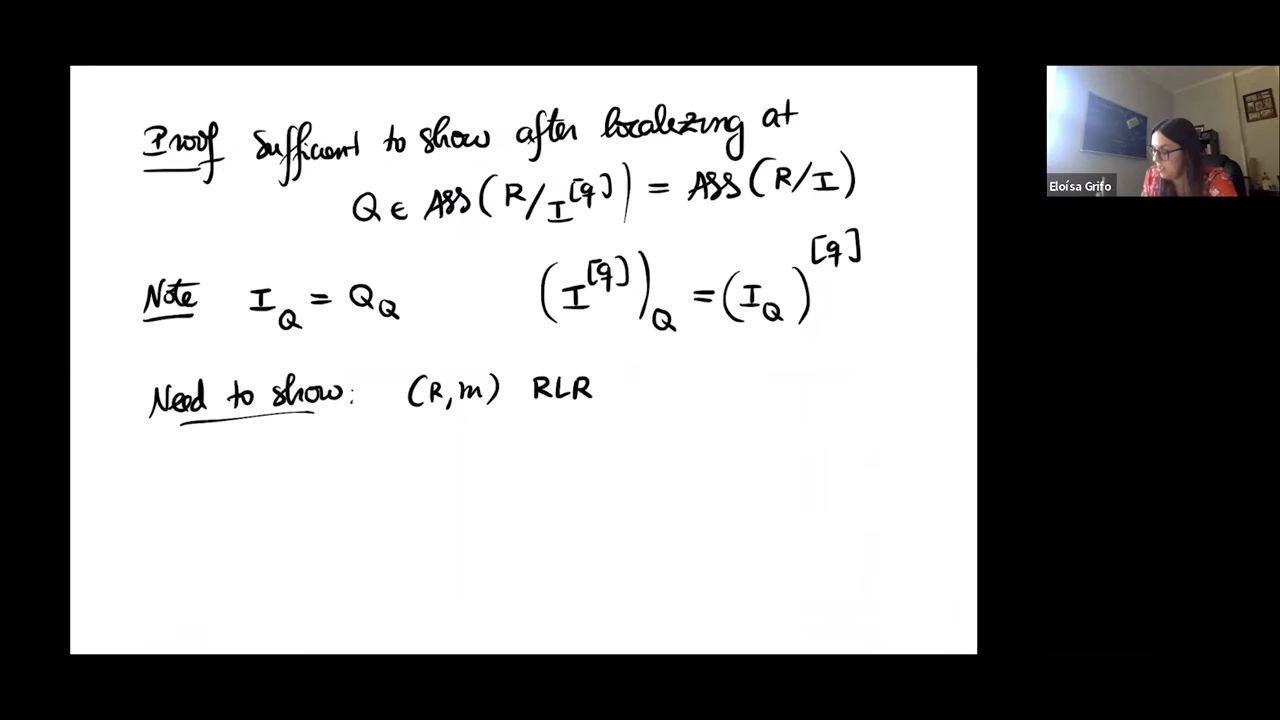 Proof Sufficient to show after localizing at
Q ∈ Ass(R/I^[q]) = Ass(R/I)
Note I_Q = Q_Q (I^[q])_Q = (I_Q)^[q]
Need to show: (R,m) RLR
Eloísa Grifo